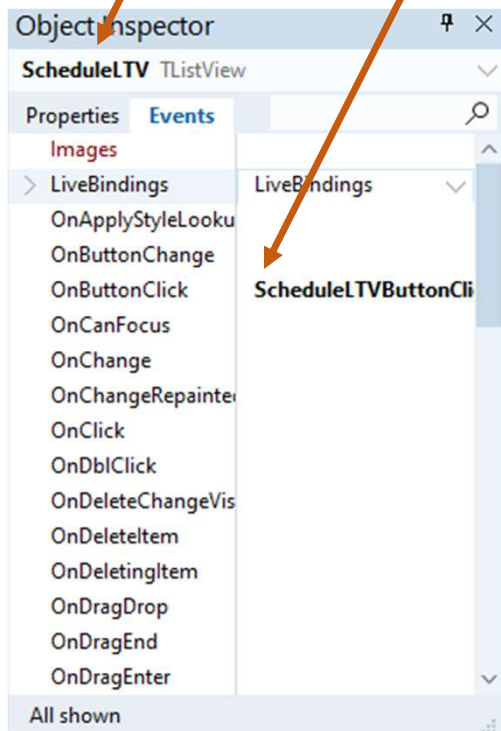 Object Inspector
ScheduleLTV TListView
Properties Events
Images
LiveBindings LiveBindings
OnApplyStyleLooku
OnButtonChange
OnButtonClick ScheduleLTVButtonCli
OnCanFocus
OnChange
OnChangeRepainte
OnClick
OnDblClick
OnDeleteChangeVis
OnDeleteItem
OnDeletingItem
OnDragDrop
OnDragEnd
OnDragEnter
All shown